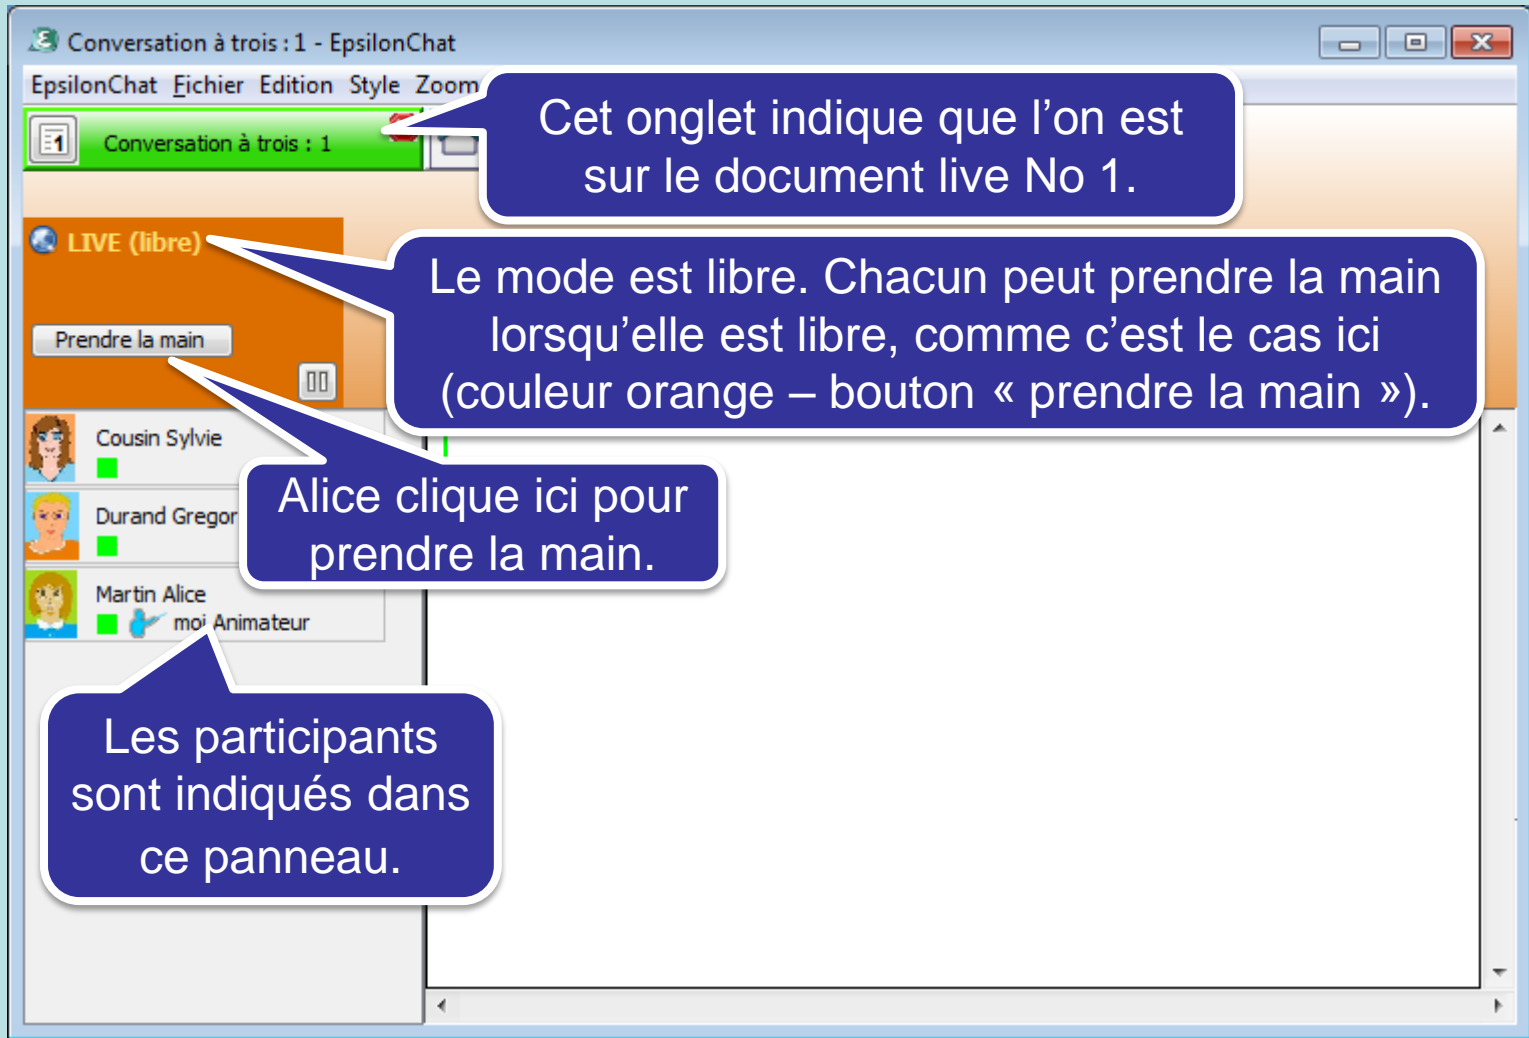 Conversation à trois : 1 - EpsilonChat
EpsilonChat Fichier Edition Style Zoom
1 Conversation à trois : 1
Cet onglet indique que l’on est
sur le document live No 1.
LIVE (libre)
Le mode est libre. Chacun peut prendre la main
lorsqu’elle est libre, comme c’est le cas ici
(couleur orange – bouton « prendre la main »).
Prendre la main
Cousin Sylvie
Alice clique ici pour
prendre la main.
Durand Gregor
Martin Alice
moi Animateur
Les participants
sont indiqués dans
ce panneau.